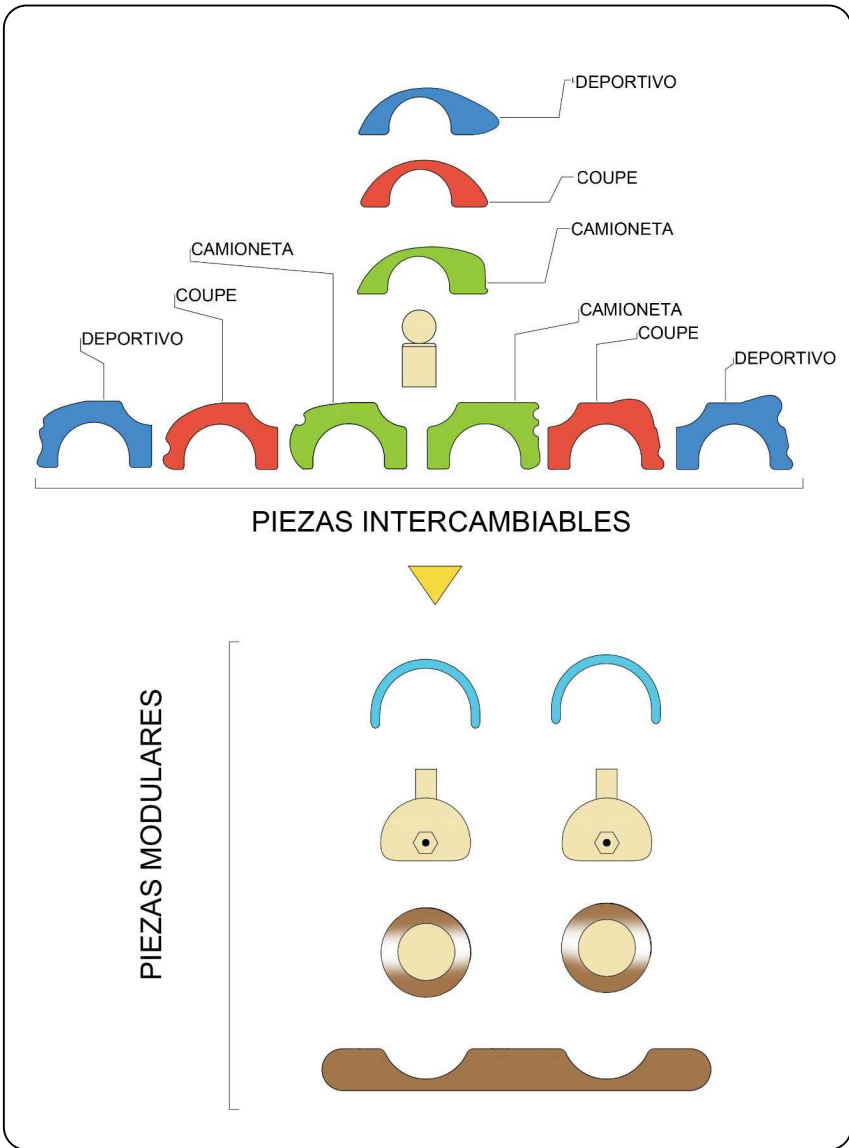 DEPORTIVO
COUPE
CAMIONETA
CAMIONETA
COUPE
DEPORTIVO
CAMIONETA
COUPE
DEPORTIVO
PIEZAS INTERCAMBIABLES
PIEZAS MODULARES